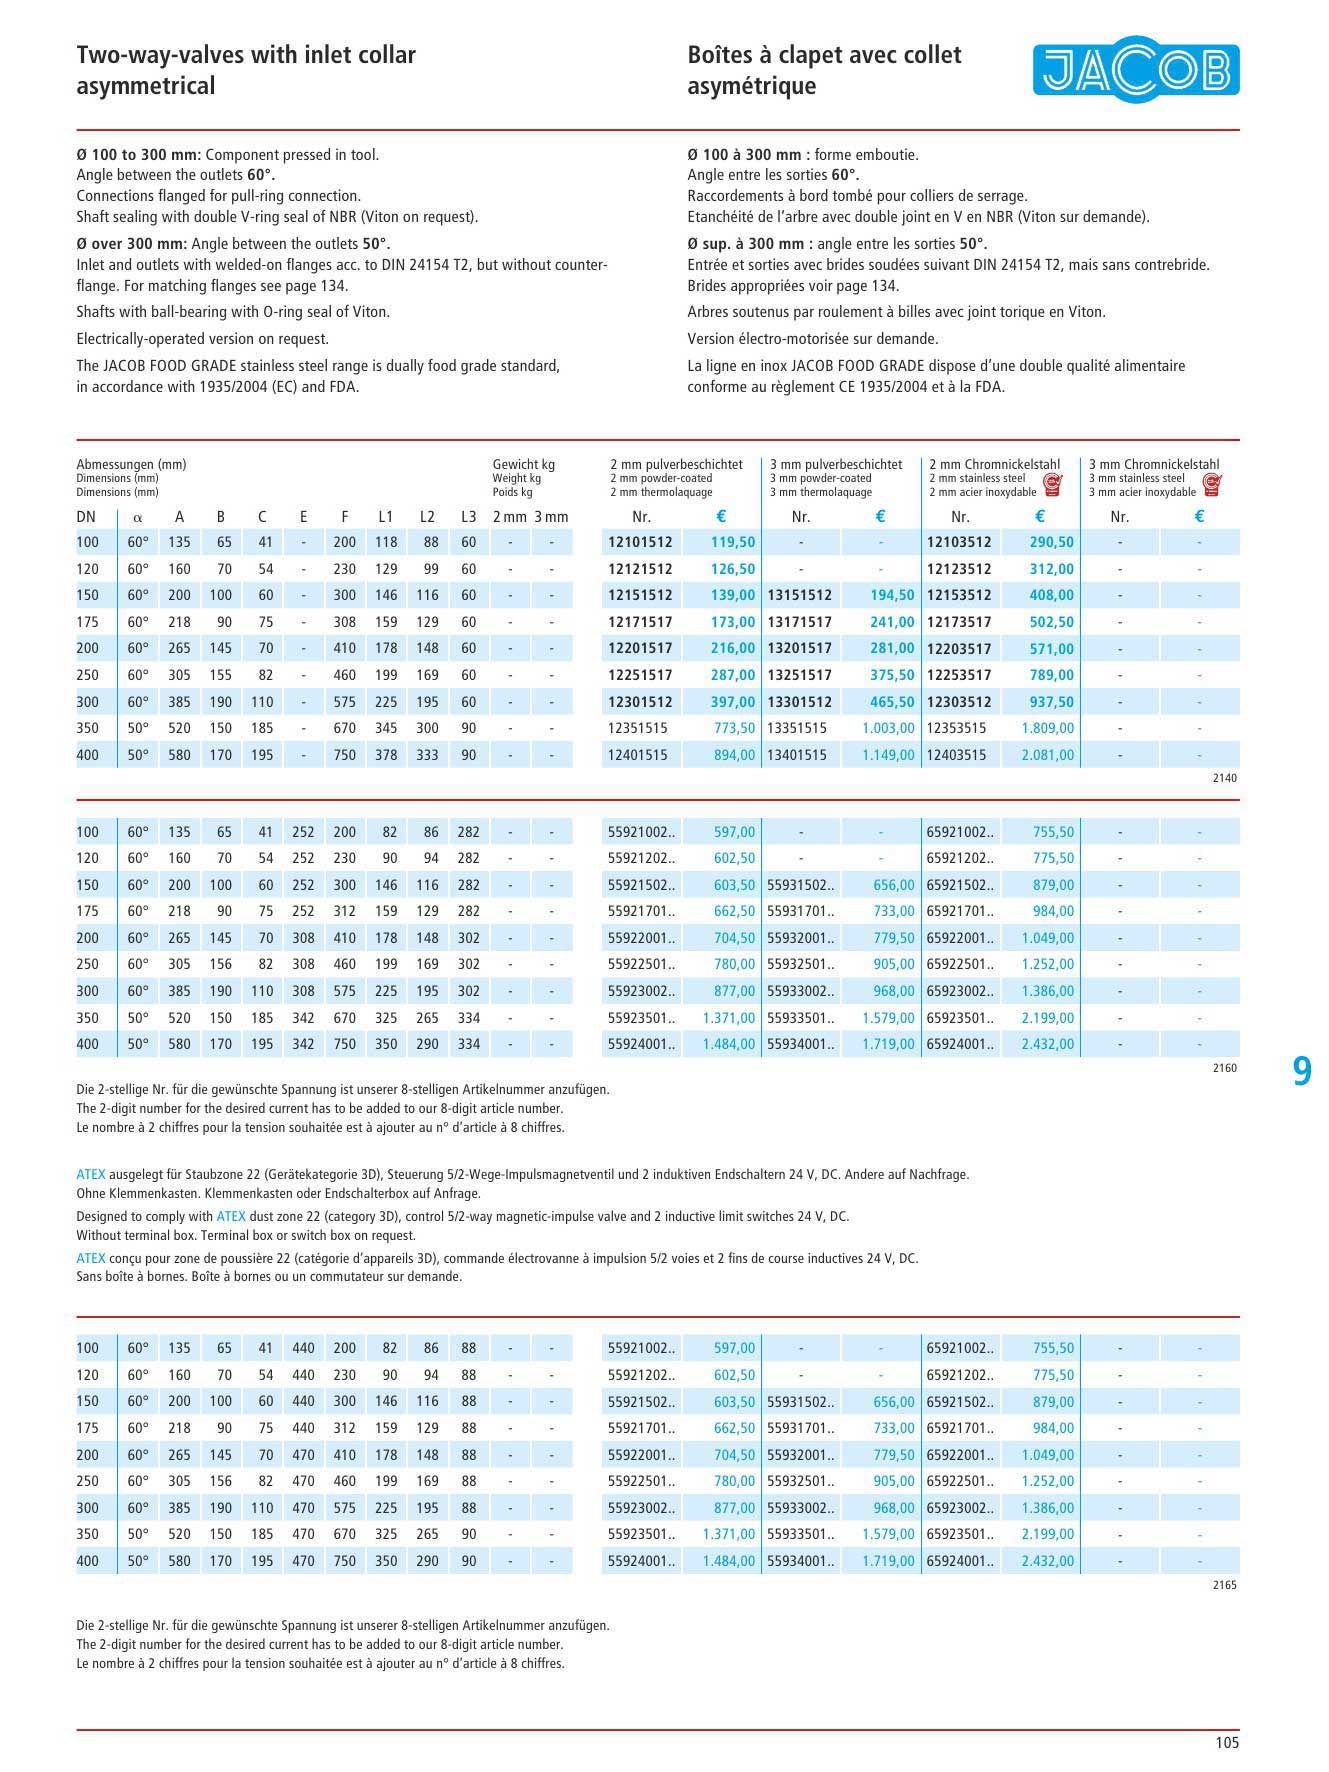 Two-way-valves with inlet collar
asymmetrical
Boîtes à clapet avec collet
asymétrique
JACOB
Ø 100 to 300 mm: Component pressed in tool.
Angle between the outlets 60°.
Connections flanged for pull-ring connection.
Shaft sealing with double V-ring seal of NBR (Viton on request).
Ø over 300 mm: Angle between the outlets 50°.
Inlet and outlets with welded-on flanges acc. to DIN 24154 T2, but without counter-
flange. For matching flanges see page 134.
Shafts with ball-bearing with O-ring seal of Viton.
Electrically-operated version on request.
The JACOB FOOD GRADE stainless steel range is dually food grade standard,
in accordance with 1935/2004 (EC) and FDA.
Ø 100 à 300 mm : forme emboutie.
Angle entre les sorties 60°.
Raccordements à bord tombé pour colliers de serrage.
Etanchéité de l’arbre avec double joint en V en NBR (Viton sur demande).
Ø sup. à 300 mm : angle entre les sorties 50°.
Entrée et sorties avec brides soudées suivant DIN 24154 T2, mais sans contrebride.
Brides appropriées voir page 134.
Arbres soutenus par roulement à billes avec joint torique en Viton.
Version électro-motorisée sur demande.
La ligne en inox JACOB FOOD GRADE dispose d’une double qualité alimentaire
conforme au règlement CE 1935/2004 et à la FDA.
Abmessungen (mm) Gewicht kg 2 mm pulverbeschichtet 3 mm pulverbeschichtet 2 mm Chromnickelstahl 3 mm Chromnickelstahl
Dimensions (mm) Weight kg 2 mm powder-coated 3 mm powder-coated 2 mm stainless steel 3 mm stainless steel
Dimensions (mm) Poids kg 2 mm thermolaquage 3 mm thermolaquage 2 mm acier inoxydable 3 mm acier inoxydable
DN α A B C E F L1 L2 L3 2 mm 3 mm Nr. € Nr. € Nr. € Nr. €
100 60° 135 65 41 - 200 118 88 60 - - 12101512 119,50 - - 12103512 290,50 - -
120 60° 160 70 54 - 230 129 99 60 - - 12121512 126,50 - - 12123512 312,00 - -
150 60° 200 100 60 - 300 146 116 60 - - 12151512 139,00 13151512 194,50 12153512 408,00 - -
175 60° 218 90 75 - 308 159 129 60 - - 12171517 173,00 13171517 241,00 12173517 502,50 - -
200 60° 265 145 70 - 410 178 148 60 - - 12201517 216,00 13201517 281,00 12203517 571,00 - -
250 60° 305 155 82 - 460 199 169 60 - - 12251517 287,00 13251517 375,50 12253517 789,00 - -
300 60° 385 190 110 - 575 225 195 60 - - 12301512 397,00 13301512 465,50 12303512 937,50 - -
350 50° 520 150 185 - 670 345 300 90 - - 12351515 773,50 13351515 1.003,00 12353515 1.809,00 - -
400 50° 580 170 195 - 750 378 333 90 - - 12401515 894,00 13401515 1.149,00 12403515 2.081,00 - -
2140
100 60° 135 65 41 252 200 82 86 282 - - 55921002.. 597,00 - - 65921002.. 755,50 - -
120 60° 160 70 54 252 230 90 94 282 - - 55921202.. 602,50 - - 65921202.. 775,50 - -
150 60° 200 100 60 252 300 146 116 282 - - 55921502.. 603,50 55931502.. 656,00 65921502.. 879,00 - -
175 60° 218 90 75 252 312 159 129 282 - - 55921701.. 662,50 55931701.. 733,00 65921701.. 984,00 - -
200 60° 265 145 70 308 410 178 148 302 - - 55922001.. 704,50 55932001.. 779,50 65922001.. 1.049,00 - -
250 60° 305 156 82 308 460 199 169 302 - - 55922501.. 780,00 55932501.. 905,00 65922501.. 1.252,00 - -
300 60° 385 190 110 308 575 225 195 302 - - 55923002.. 877,00 55933002.. 968,00 65923002.. 1.386,00 - -
350 50° 520 150 185 342 670 325 265 334 - - 55923501.. 1.371,00 55933501.. 1.579,00 65923501.. 2.199,00 - -
400 50° 580 170 195 342 750 350 290 334 - - 55924001.. 1.484,00 55934001.. 1.719,00 65924001.. 2.432,00 - -
2160
9
Die 2-stellige Nr. für die gewünschte Spannung ist unserer 8-stelligen Artikelnummer anzufügen.
The 2-digit number for the desired current has to be added to our 8-digit article number.
Le nombre à 2 chiffres pour la tension souhaitée est à ajouter au n° d’article à 8 chiffres.
ATEX ausgelegt für Staubzone 22 (Gerätekategorie 3D), Steuerung 5/2-Wege-Impulsmagnetventil und 2 induktiven Endschaltern 24 V, DC. Andere auf Nachfrage.
Ohne Klemmenkasten. Klemmenkasten oder Endschalterbox auf Anfrage.
Designed to comply with ATEX dust zone 22 (category 3D), control 5/2-way magnetic-impulse valve and 2 inductive limit switches 24 V, DC.
Without terminal box. Terminal box or switch box on request.
ATEX conçu pour zone de poussière 22 (catégorie d’appareils 3D), commande électrovanne à impulsion 5/2 voies et 2 fins de course inductives 24 V, DC.
Sans boîte à bornes. Boîte à bornes ou un commutateur sur demande.
100 60° 135 65 41 440 200 82 86 88 - - 55921002.. 597,00 - - 65921002.. 755,50 - -
120 60° 160 70 54 440 230 90 94 88 - - 55921202.. 602,50 - - 65921202.. 775,50 - -
150 60° 200 100 60 440 300 146 116 88 - - 55921502.. 603,50 55931502.. 656,00 65921502.. 879,00 - -
175 60° 218 90 75 440 312 159 129 88 - - 55921701.. 662,50 55931701.. 733,00 65921701.. 984,00 - -
200 60° 265 145 70 470 410 178 148 88 - - 55922001.. 704,50 55932001.. 779,50 65922001.. 1.049,00 - -
250 60° 305 156 82 470 460 199 169 88 - - 55922501.. 780,00 55932501.. 905,00 65922501.. 1.252,00 - -
300 60° 385 190 110 470 575 225 195 88 - - 55923002.. 877,00 55933002.. 968,00 65923002.. 1.386,00 - -
350 50° 520 150 185 470 670 325 265 90 - - 55923501.. 1.371,00 55933501.. 1.579,00 65923501.. 2.199,00 - -
400 50° 580 170 195 470 750 350 290 90 - - 55924001.. 1.484,00 55934001.. 1.719,00 65924001.. 2.432,00 - -
2165
Die 2-stellige Nr. für die gewünschte Spannung ist unserer 8-stelligen Artikelnummer anzufügen.
The 2-digit number for the desired current has to be added to our 8-digit article number.
Le nombre à 2 chiffres pour la tension souhaitée est à ajouter au n° d’article à 8 chiffres.
105